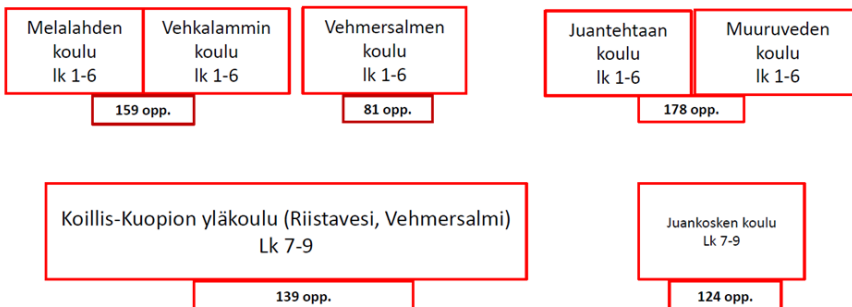 Melalahden
koulu
lk 1-6
Vehkalammin
koulu
lk 1-6
159 opp.
Vehmersalmen
koulu
lk 1-6
81 opp.
Juantehtaan
koulu
lk 1-6
Muuruveden
koulu
lk 1-6
178 opp.
Koillis-Kuopion yläkoulu (Riistavesi, Vehmersalmi)
Lk 7-9
139 opp.
Juankosken koulu
Lk 7-9
124 opp.